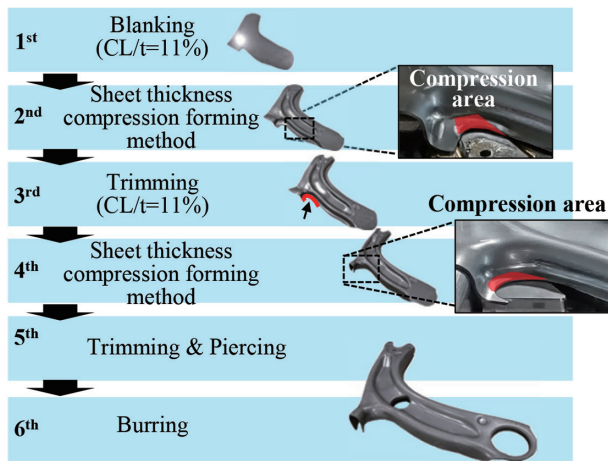 1st
Blanking
(CL/t=11%)
2nd
Sheet thickness
compression forming
method
Compression
area
3rd
Trimming
(CL/t=11%)
Compression area
4th
Sheet thickness
compression forming
method
5th
Trimming & Piercing
6th
Burring